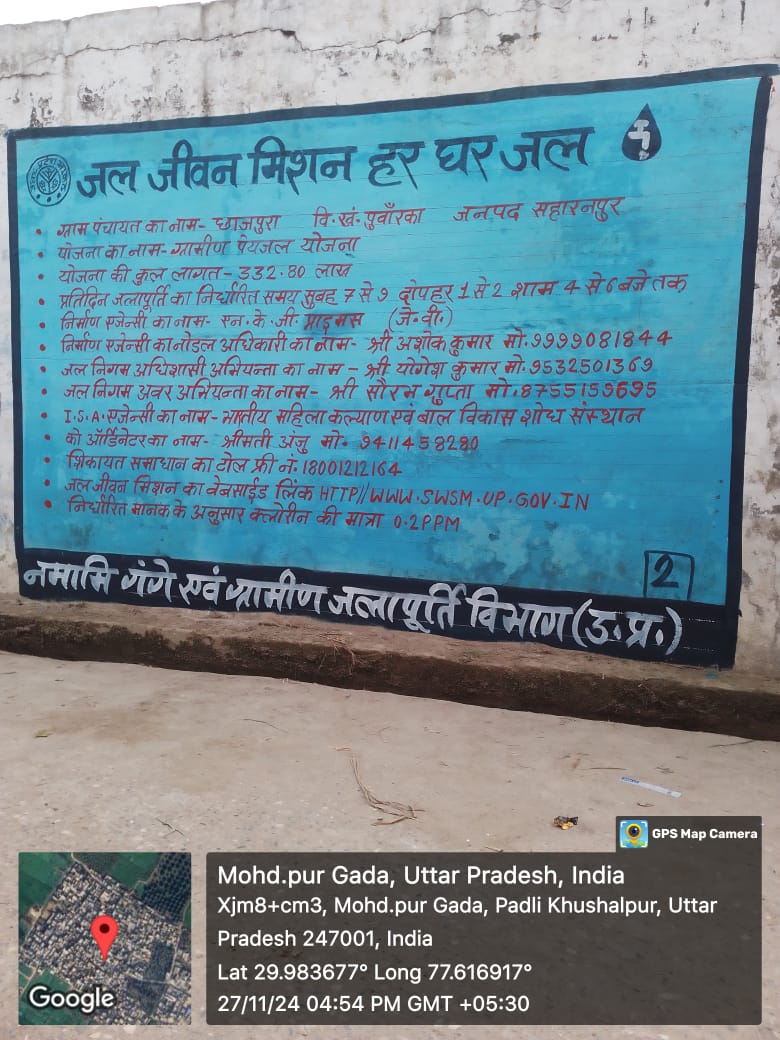 जल जीवन मिशन हर घर जल
• ग्राम पंचायत का नाम- छाजपुरा वि.खं.पुवाँरका जनपद सहारनपुर
• योजना का नाम- ग्रामीण पेयजल योजना
• योजना की कुल लागत- 332.80 लाख
• प्रतिदिन जलापूर्ति का निर्धारित समय सुबह 7 से 9 दोपहर 1 से 2 शाम 4 से 6 बजे तक
• निर्माण एजेन्सी का नाम- एन.के.जी. प्राइमस (जे.वी.)
• निर्माण एजेन्सी का नोडल अधिकारी का नाम- श्री अशोक कुमार मो.9999081844
• जल निगम अधिशासी अभियन्ता का नाम- श्री योगेश कुमार मो.9532501369
• जल निगम अवर अभियन्ता का नाम- श्री सौरभ गुप्ता मो.8755159695
• I.S.A.एजेन्सी का नाम- भारतीय महिला कल्याण एवं बाल विकास शोध संस्थान
• को ऑर्डिनेटर का नाम- श्रीमती अंजु मो. 9411458280
• शिकायत समाधान का टोल फ्री नं.18001212164
• जल जीवन मिशन का वेबसाईड लिंक HTTP//WWW.SWSM.UP.GOV.IN
• निर्धारित मानक के अनुसार क्लोरीन की मात्रा 0.2PPM
2
नमामि गंगे एवं ग्रामीण जलापूर्ति विभाग (उ.प्र.)
GPS Map Camera
Mohd.pur Gada, Uttar Pradesh, India
Xjm8+cm3, Mohd.pur Gada, Padli Khushalpur, Uttar
Pradesh 247001, India
Lat 29.983677° Long 77.616917°
27/11/24 04:54 PM GMT +05:30
Google